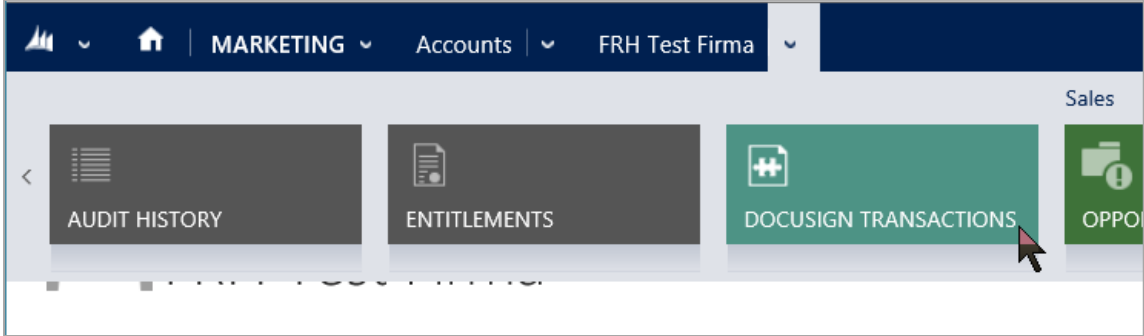 MARKETING Accounts FRH Test Firma
Sales
AUDIT HISTORY ENTITLEMENTS DOCUSIGN TRANSACTIONS